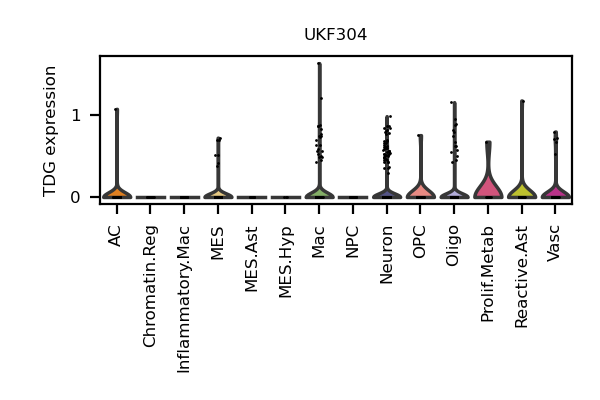 UKF304
TDG expression
1
0
AC
Chromatin.Reg
Inflammatory.Mac
MES
MES.Ast
MES.Hyp
Mac
NPC
Neuron
OPC
Oligo
Prolif.Metab
Reactive.Ast
Vasc